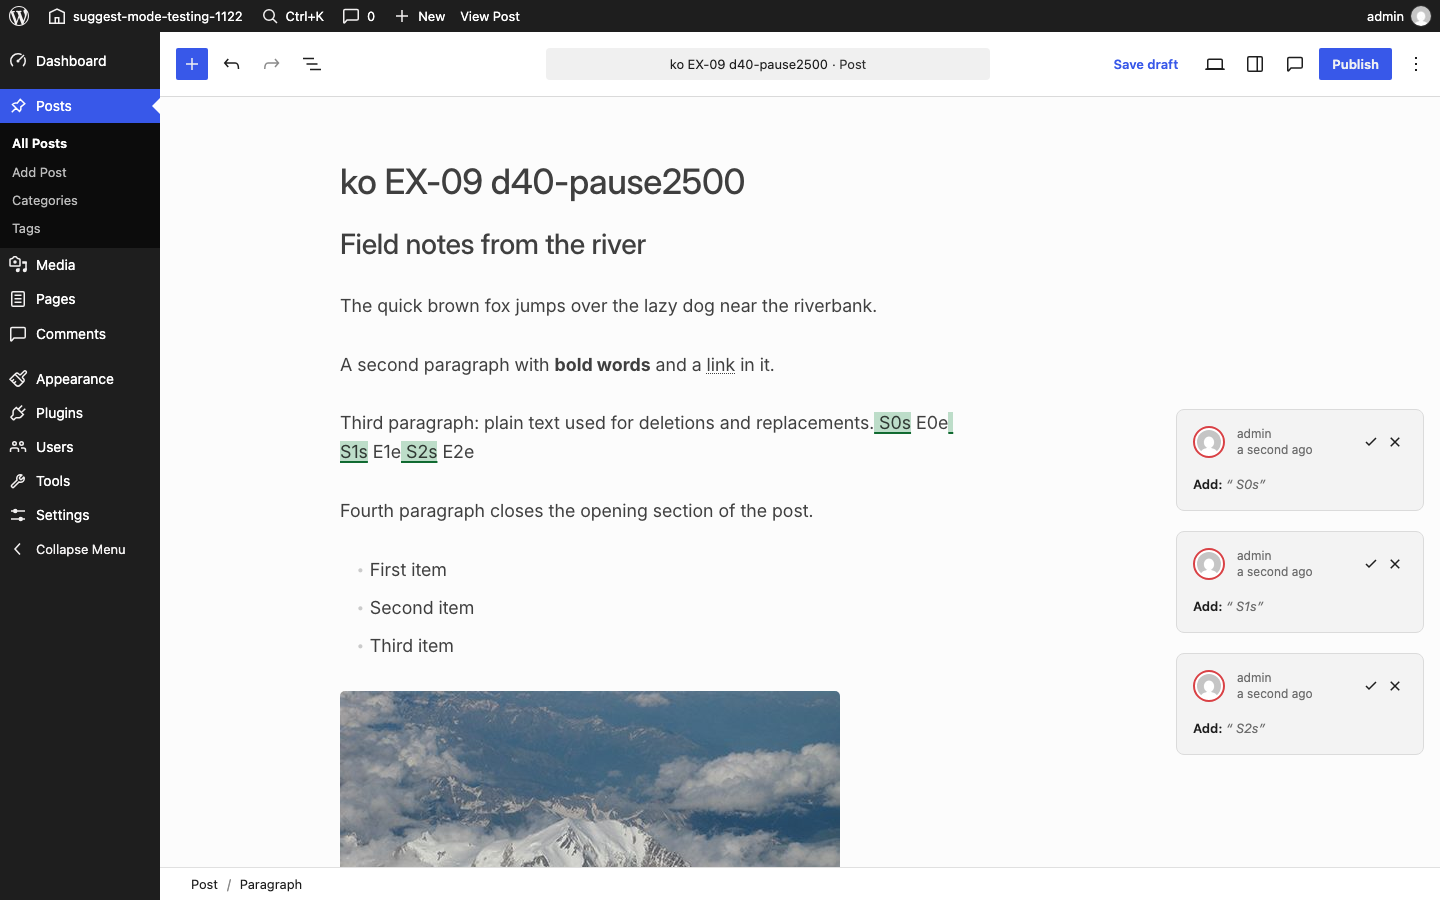 suggest-mode-testing-1122 Ctrl+K 0 New View Post admin
Dashboard
Posts
All Posts
Add Post
Categories
Tags
Media
Pages
Comments
Appearance
Plugins
Users
Tools
Settings
Collapse Menu
ko EX-09 d40-pause2500 · Post Save draft Publish
ko EX-09 d40-pause2500
Field notes from the river
The quick brown fox jumps over the lazy dog near the riverbank.
A second paragraph with bold words and a link in it.
Third paragraph: plain text used for deletions and replacements. S0s E0e
S1s E1e S2s E2e
Fourth paragraph closes the opening section of the post.
• First item
• Second item
• Third item
admin
a second ago
Add: “ S0s”
admin
a second ago
Add: “ S1s”
admin
a second ago
Add: “ S2s”
Post / Paragraph